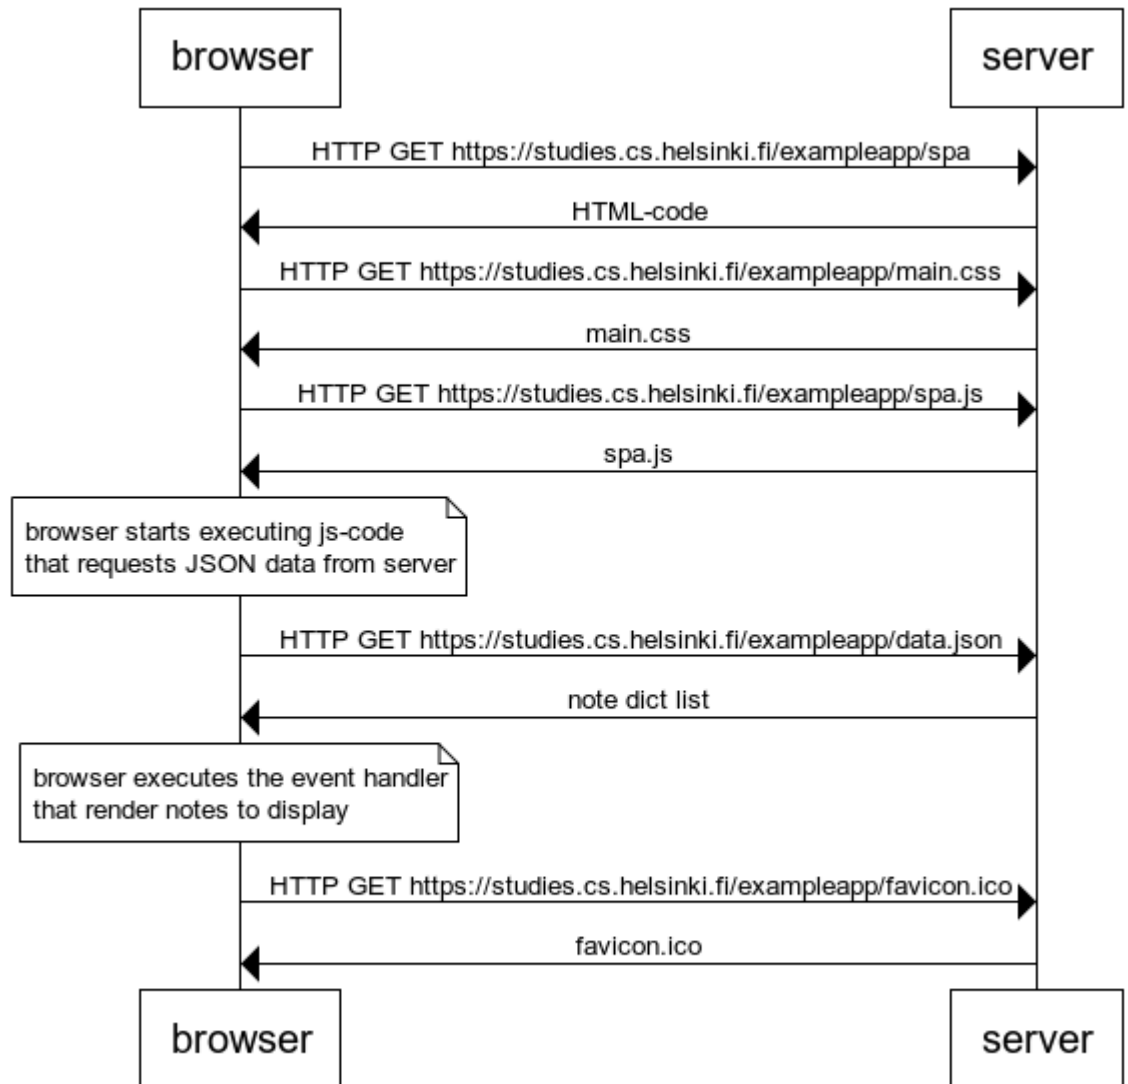 browser
server
HTTP GET https://studies.cs.helsinki.fi/exampleapp/spa
HTML-code
HTTP GET https://studies.cs.helsinki.fi/exampleapp/main.css
main.css
HTTP GET https://studies.cs.helsinki.fi/exampleapp/spa.js
spa.js
browser starts executing js-code
that requests JSON data from server
HTTP GET https://studies.cs.helsinki.fi/exampleapp/data.json
note dict list
browser executes the event handler
that render notes to display
HTTP GET https://studies.cs.helsinki.fi/exampleapp/favicon.ico
favicon.ico
browser
server